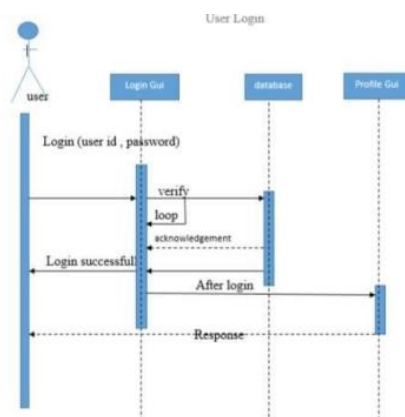 User Login
user
Login Gui
database
Profile Gui
Login (user id , password)
verify
loop
acknowledgement
Login successfull
After login
Response